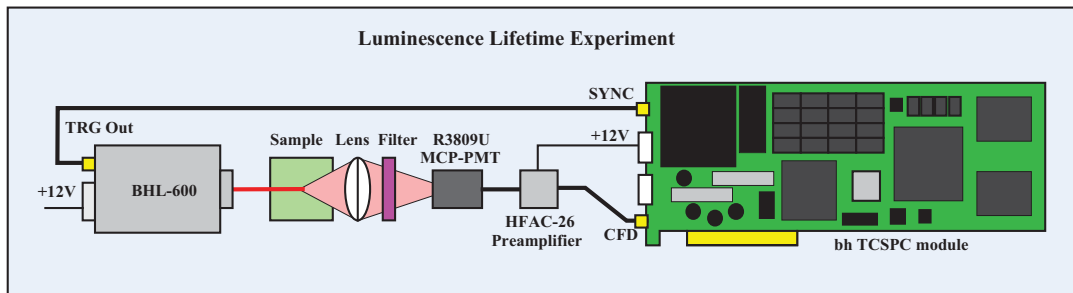 Luminescence Lifetime Experiment
SYNC
TRG Out
+12V
BHL-600
Sample
Lens
Filter
R3809U
MCP-PMT
+12V
HFAC-26
Preamplifier
CFD
bh TCSPC module